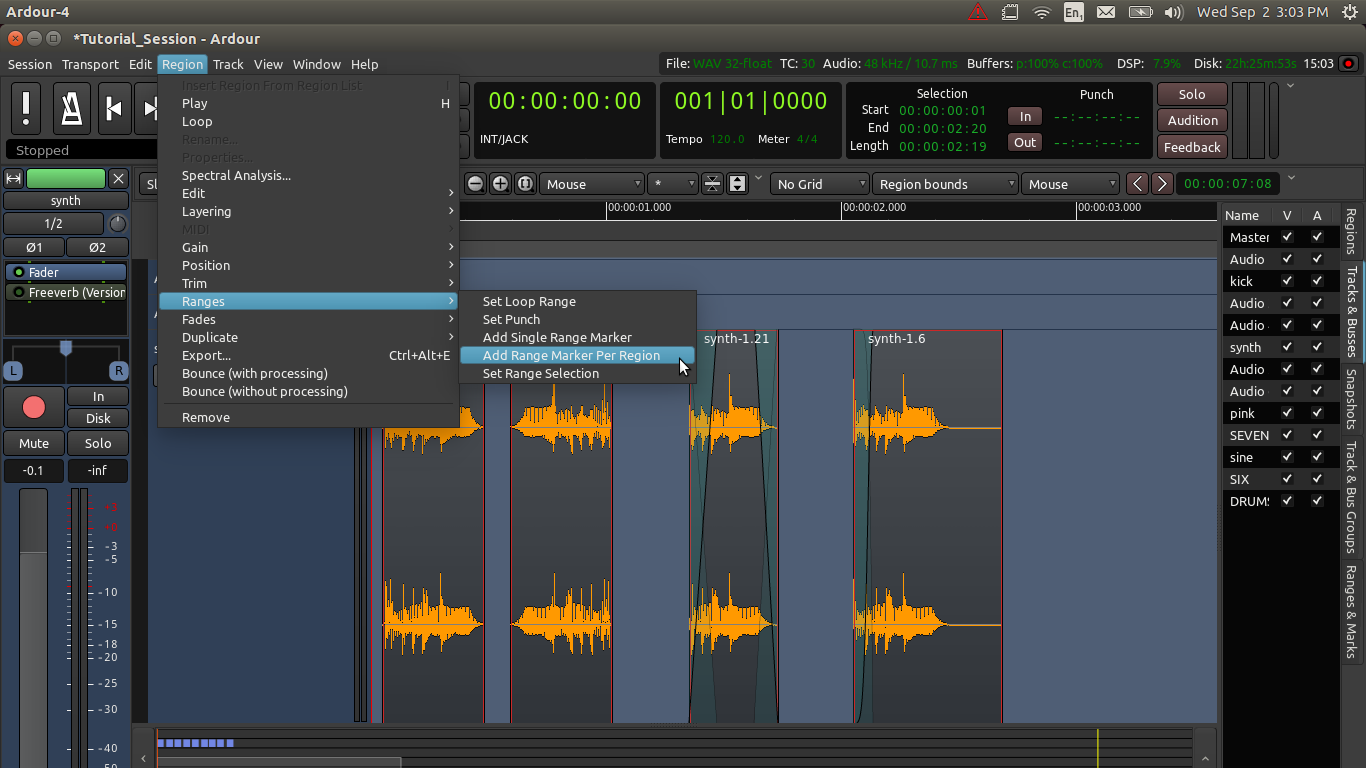 Ardour-4
En1
Wed Sep 2 3:03 PM
*Tutorial_Session - Ardour
Session Transport Edit Region Track View Window Help
File: WAV 32-float TC: 30 Audio: 48 kHz / 10.7 ms Buffers: p:100% c:100% DSP: 7.9% Disk: 22h:25m:53s 15:03
Insert Region From Region List I
Play H
Loop
Rename...
Properties...
Spectral Analysis...
Edit
Layering
MIDI
Gain
Position
Trim
Ranges
Fades
Duplicate
Export... Ctrl+Alt+E
Bounce (with processing)
Bounce (without processing)
Remove
Set Loop Range
Set Punch
Add Single Range Marker
Add Range Marker Per Region
Set Range Selection
Stopped
00:00:00:00
INT/JACK
001|01|0000
Tempo 120.0 Meter 4/4
Selection
Start 00:00:00:01
End 00:00:02:20
Length 00:00:02:19
Punch
In --:--:--:--
Out --:--:--:--
Solo
Audition
Feedback
Mouse
*
No Grid
Region bounds
Mouse
00:00:07:08
00:00:01.000
00:00:02.000
00:00:03.000
synth
1/2
Ø1 Ø2
Fader
Freeverb (Version
L R
In
Disk
Mute Solo
-0.1 -inf
-3
-5
-10
-15
-18
-20
-25
-30
-40
-50
synth-1.21
synth-1.6
Name V A
Master
Audio
kick
Audio
Audio
synth
Audio
Audio
pink
SEVEN
sine
SIX
DRUMS
Regions
Tracks & Busses
Snapshots
Track & Bus Groups
Ranges & Marks